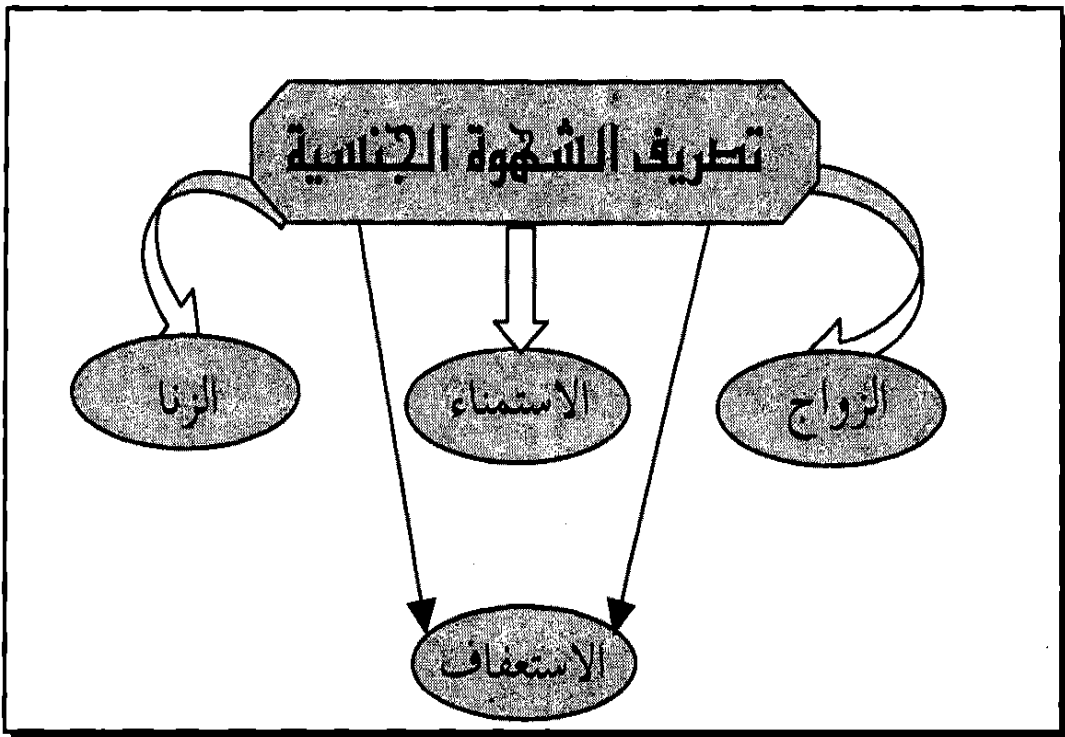 تصريف الشهوة الجنسية
الزواج
الاستمناء
الزنا
الاستعفاف